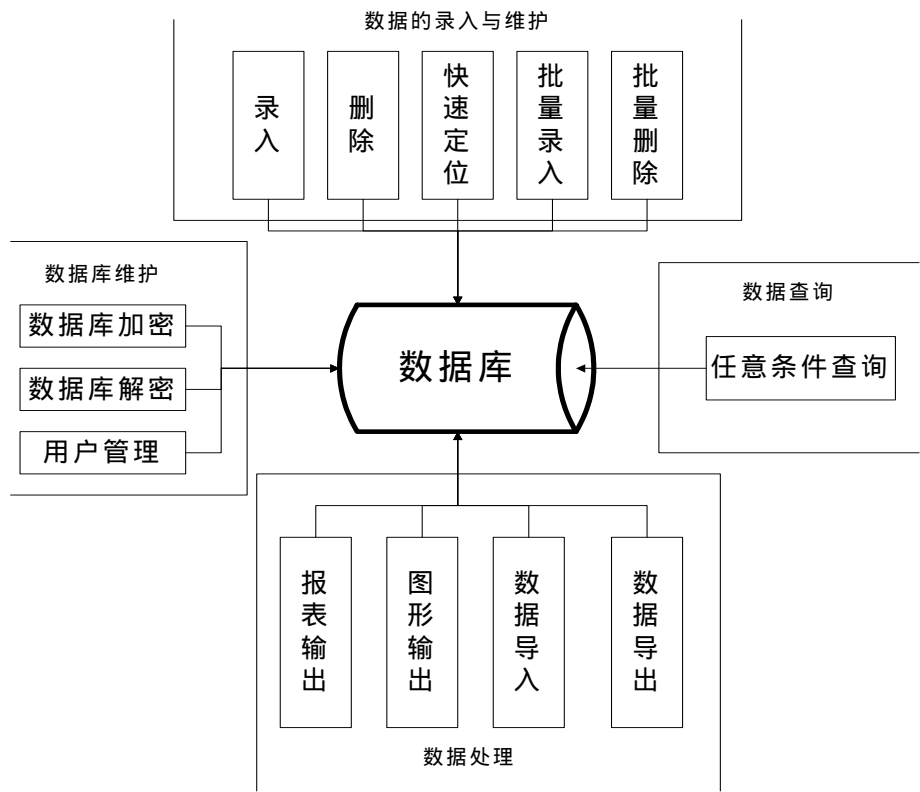 数据的录入与维护
录入
删除
快速定位
批量录入
批量删除
数据库维护
数据库加密
数据库解密
用户管理
数据库
数据查询
任意条件查询
报表输出
图形输出
数据导入
数据导出
数据处理